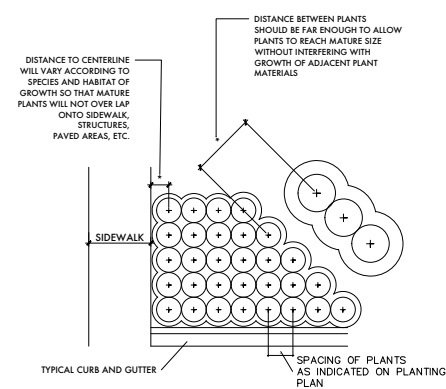 DISTANCE BETWEEN PLANTS
SHOULD BE FAR ENOUGH TO ALLOW
PLANTS TO REACH MATURE SIZE
WITHOUT INTERFERING WITH
GROWTH OF ADJACENT PLANT
MATERIALS
DISTANCE TO CENTERLINE
WILL VARY ACCORDING TO
SPECIES AND HABITAT OF
GROWTH SO THAT MATURE
PLANTS WILL NOT OVER LAP
ONTO SIDEWALK,
STRUCTURES,
PAVED AREAS, ETC.
*
*
SIDEWALK
TYPICAL CURB AND GUTTER
SPACING OF PLANTS
AS INDICATED ON PLANTING
PLAN